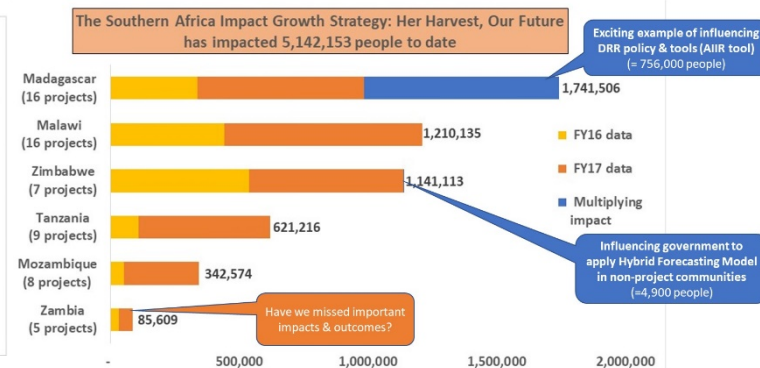 The Southern Africa Impact Growth Strategy: Her Harvest, Our Future
has impacted 5,142,153 people to date
Exciting example of influencing
DRR policy & tools (AIIR tool)
(= 756,000 people)
Madagascar
(16 projects)
1,741,506
Malawi
(16 projects)
1,210,135
FY16 data
Zimbabwe
(7 projects)
1,141,113
FY17 data
Multiplying
impact
Tanzania
(9 projects)
621,216
Influencing government to
apply Hybrid Forecasting Model
in non-project communities
(=4,900 people)
Mozambique
(8 projects)
342,574
Zambia
(5 projects)
85,609
Have we missed important
impacts & outcomes?
- 500,000 1,000,000 1,500,000 2,000,000